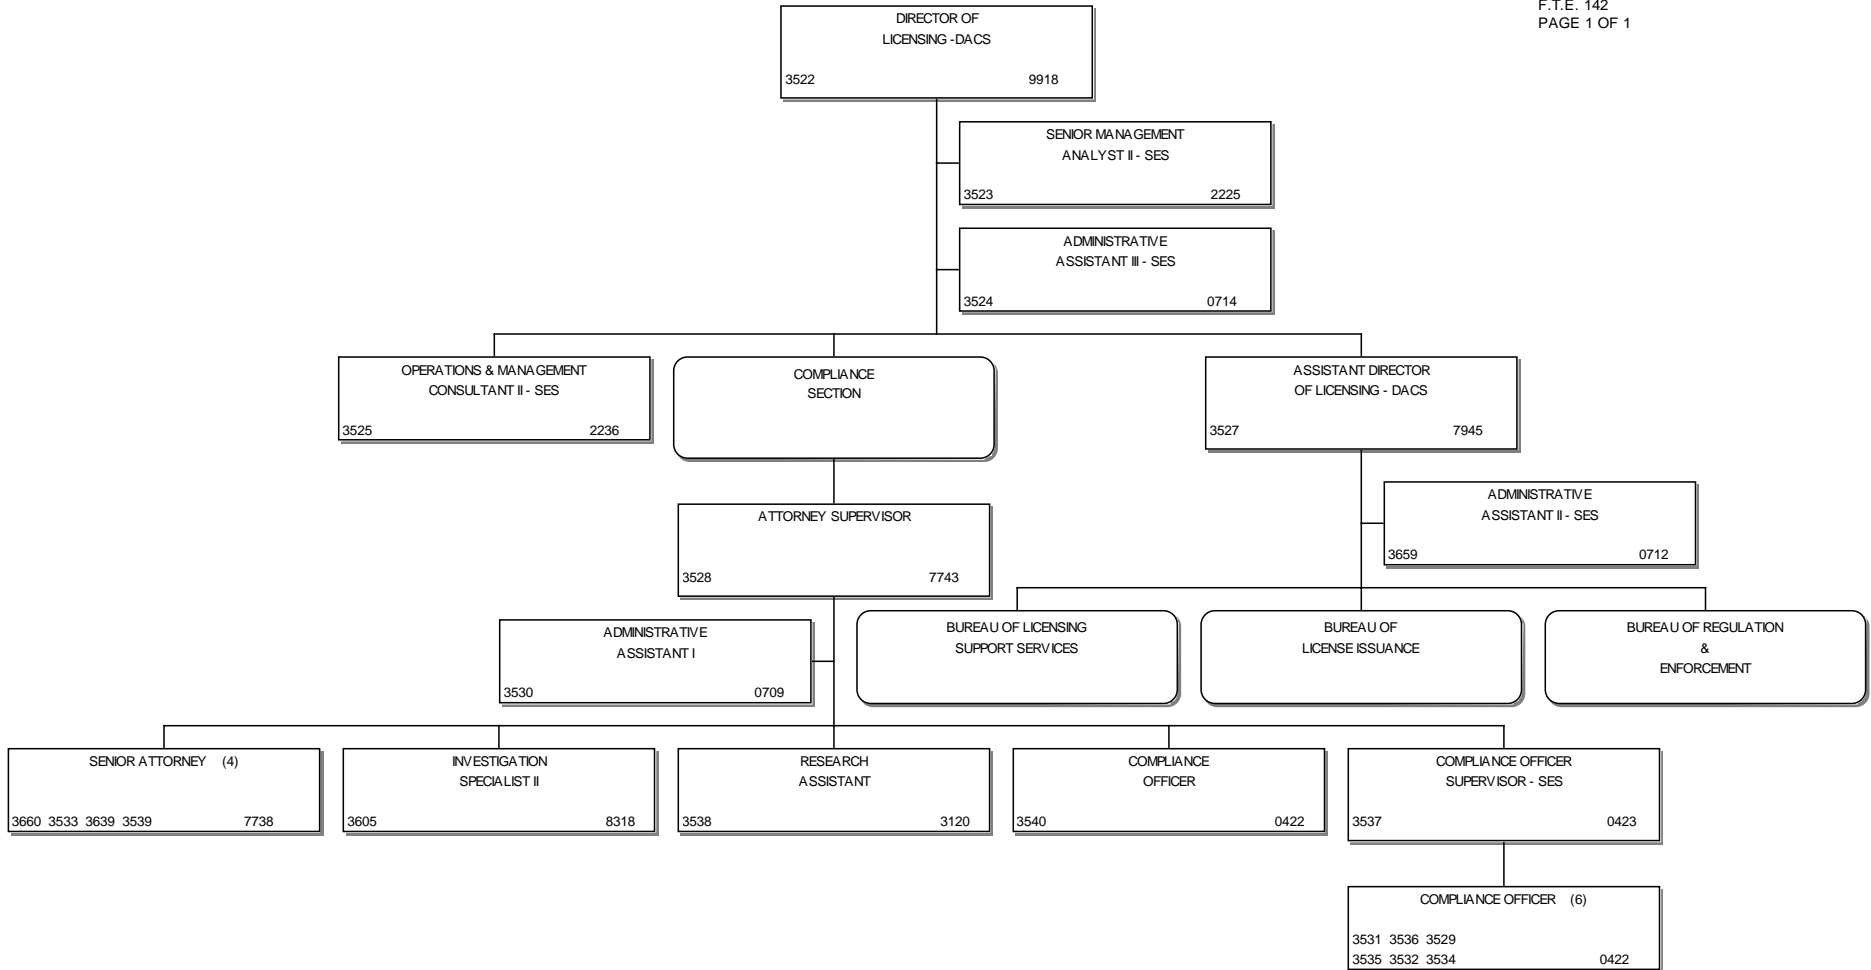 F.T.E. 142
PAGE 1 OF 1
DIRECTOR OF
LICENSING -DACS
3522 9918
SENIOR MANAGEMENT
ANALYST II - SES
3523 2225
ADMINISTRATIVE
ASSISTANT III - SES
3524 0714
OPERATIONS & MANAGEMENT
CONSULTANT II - SES
3525 2236
COMPLIANCE
SECTION
ASSISTANT DIRECTOR
OF LICENSING - DACS
3527 7945
ATTORNEY SUPERVISOR
3528 7743
ADMINISTRATIVE
ASSISTANT II - SES
3659 0712
ADMINISTRATIVE
ASSISTANT I
3530 0709
BUREAU OF LICENSING
SUPPORT SERVICES
BUREAU OF
LICENSE ISSUANCE
BUREAU OF REGULATION
&
ENFORCEMENT
SENIOR ATTORNEY (4)
3660 3533 3639 3539 7738
INVESTIGATION
SPECIALIST II
3605 8318
RESEARCH
ASSISTANT
3538 3120
COMPLIANCE
OFFICER
3540 0422
COMPLIANCE OFFICER
SUPERVISOR - SES
3537 0423
COMPLIANCE OFFICER (6)
3531 3536 3529
3535 3532 3534 0422